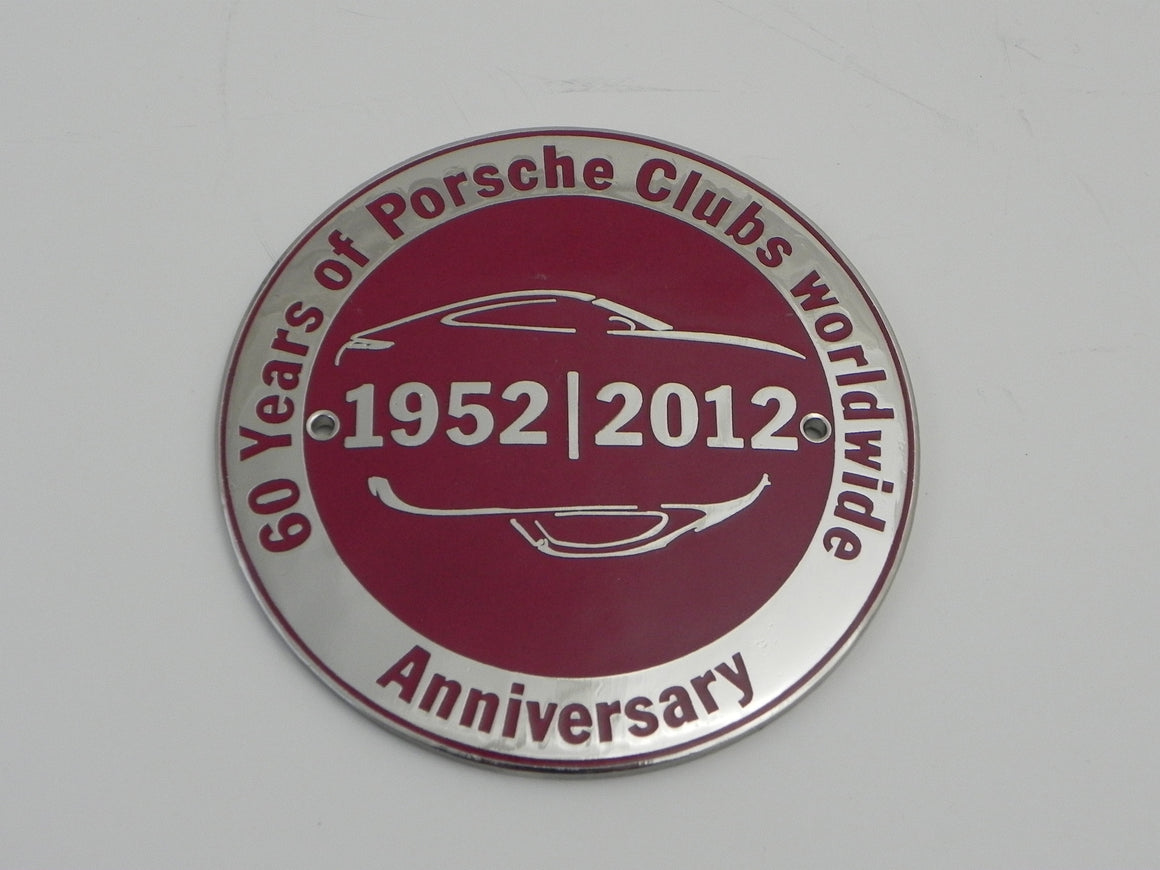 60 Years of Porsche Clubs worldwide
1952|2012
Anniversary